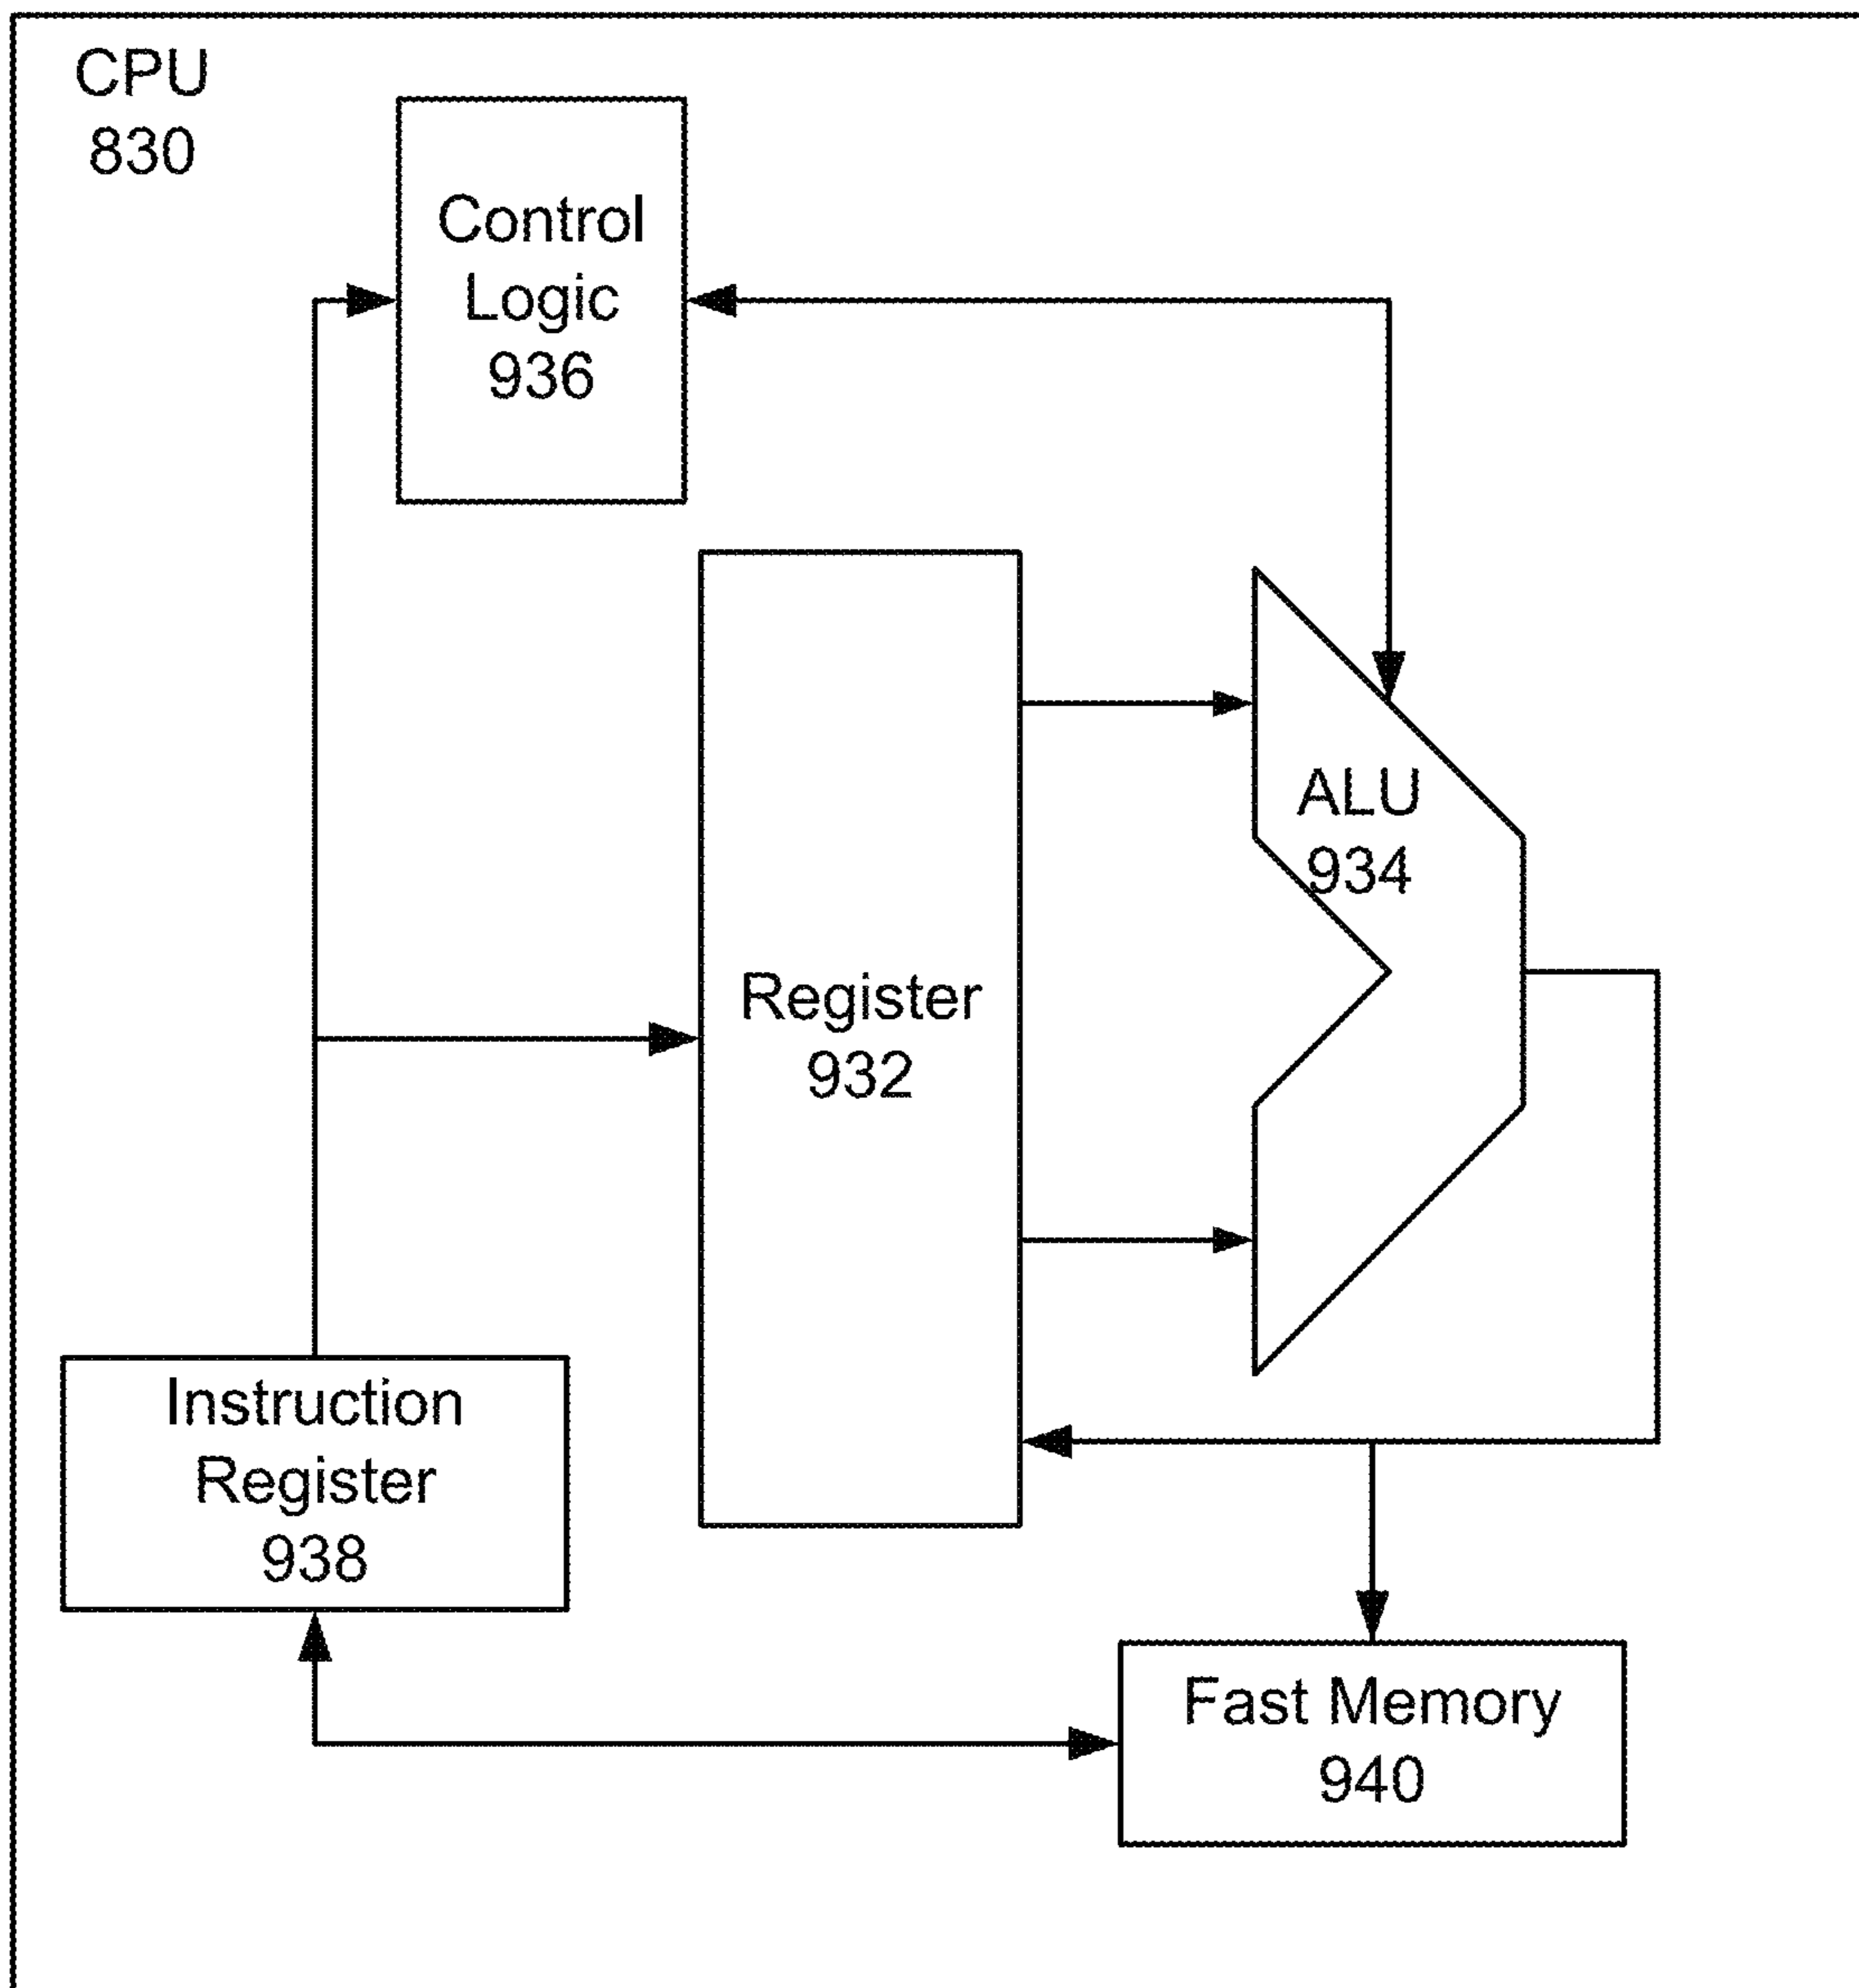 CPU
830
Control
Logic
936
ALU
934
Register
932
Instruction
Register
938
Fast Memory
940